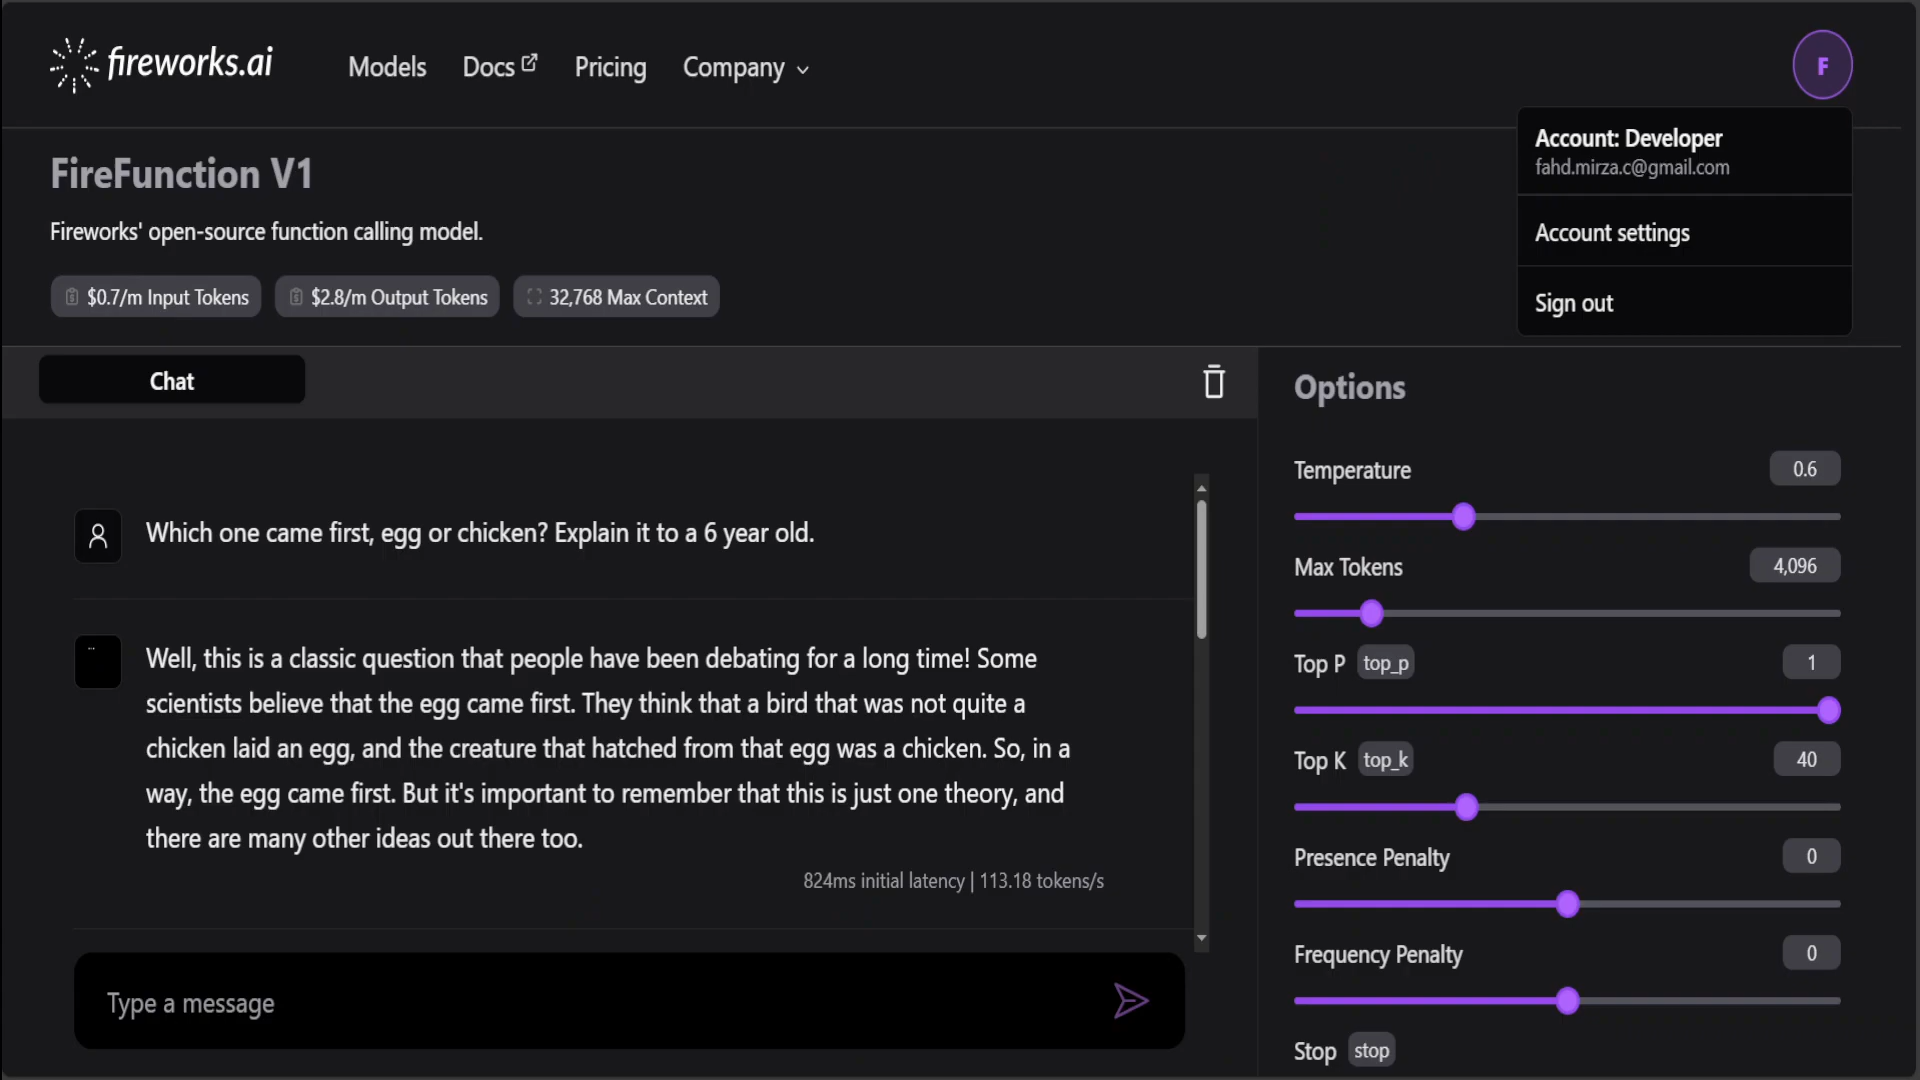 fireworks.ai
Models
Docs
Pricing
Company
F
Account: Developer
fahd.mirza.c@gmail.com
Account settings
Sign out
FireFunction V1
Fireworks' open-source function calling model.
$0.7/m Input Tokens
$2.8/m Output Tokens
32,768 Max Context
Chat
Which one came first, egg or chicken? Explain it to a 6 year old.
Well, this is a classic question that people have been debating for a long time! Some
scientists believe that the egg came first. They think that a bird that was not quite a
chicken laid an egg, and the creature that hatched from that egg was a chicken. So, in a
way, the egg came first. But it's important to remember that this is just one theory, and
there are many other ideas out there too.
824ms initial latency | 113.18 tokens/s
Type a message
Options
Temperature 0.6
Max Tokens 4,096
Top P top_p 1
Top K top_k 40
Presence Penalty 0
Frequency Penalty 0
Stop stop